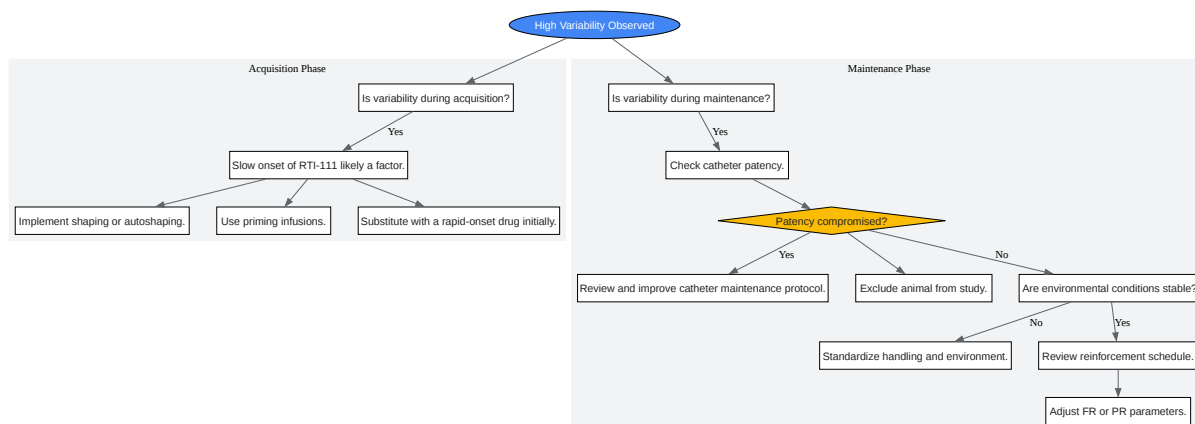 High Variability Observed
Acquisition Phase
Is variability during acquisition?
Yes
Slow onset of RTI-111 likely a factor.
Implement shaping or autoshaping.
Use priming infusions.
Substitute with a rapid-onset drug initially.
Maintenance Phase
Is variability during maintenance?
Yes
Check catheter patency.
Patency compromised?
Yes
No
Review and improve catheter maintenance protocol.
Exclude animal from study.
Are environmental conditions stable?
No
Yes
Standardize handling and environment.
Review reinforcement schedule.
Adjust FR or PR parameters.